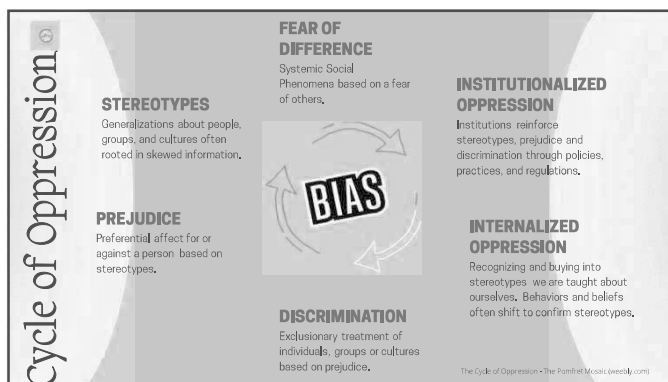 Cycle of Oppression
FEAR OF
DIFFERENCE
Systemic Social
Phenomena based on a fear
of others.
STEREOTYPES
Generalizations about people,
groups, and cultures often
rooted in skewed information.
INSTITUTIONALIZED
OPPRESSION
Institutions reinforce
stereotypes, prejudice and
discrimination through policies,
practices, and regulations.
BIAS
PREJUDICE
Preferential affect for or
against a person based on
stereotypes.
INTERNALIZED
OPPRESSION
Recognizing and buying into
stereotypes we are taught about
ourselves. Behaviors and beliefs
often shift to confirm stereotypes.
DISCRIMINATION
Exclusionary treatment of
individuals, groups or cultures
based on prejudice.
The Cycle of Oppression - The Pomfret Mosaic (weebly.com)